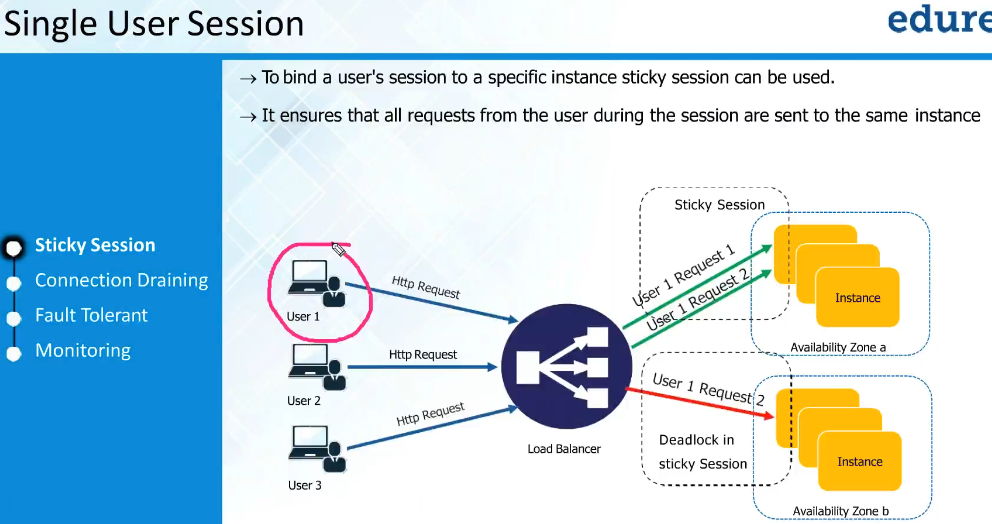 Single User Session
edure
→ To bind a user's session to a specific instance sticky session can be used.
→ It ensures that all requests from the user during the session are sent to the same instance
Sticky Session
Connection Draining
Fault Tolerant
Monitoring
User 1
Http Request
User 2
Http Request
User 3
Http Request
Load Balancer
Sticky Session
User 1 Request 1
User 1 Request 2
Instance
Availability Zone a
User 1 Request 2
Deadlock in
sticky Session
Instance
Availability Zone b